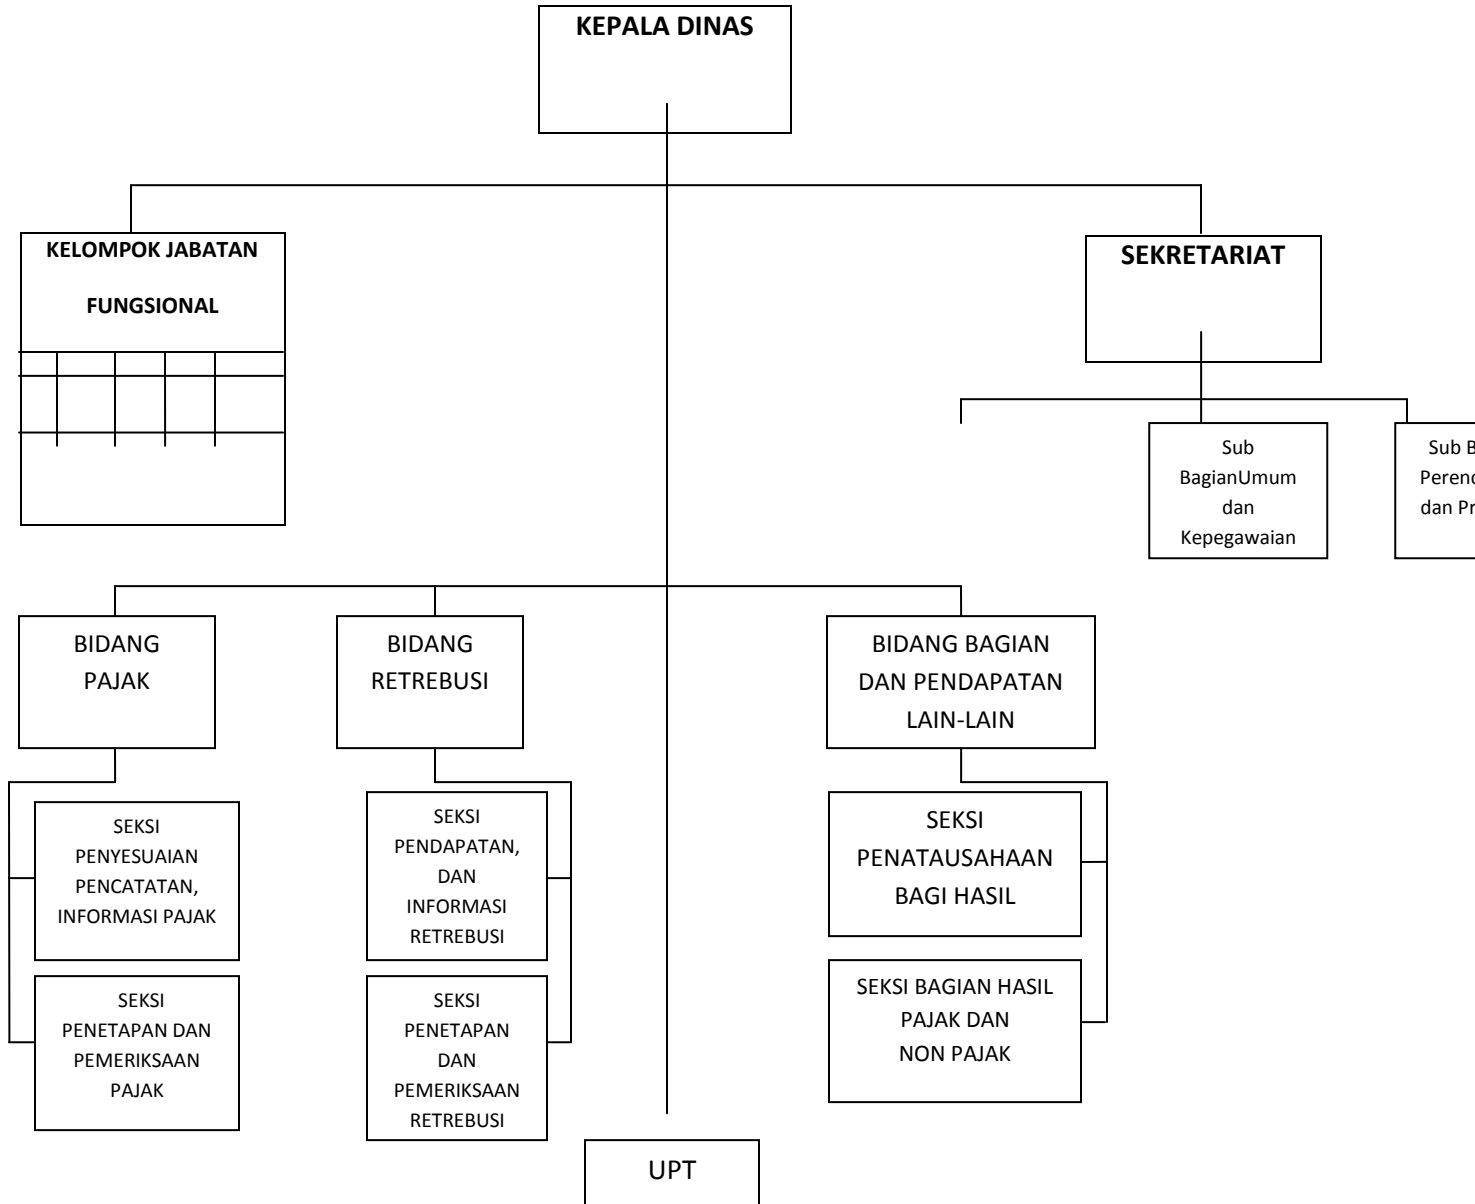 KEPALA DINAS
KELOMPOK JABATAN
FUNGSIONAL
SEKRETARIAT
Sub
BagianUmum
dan
Kepegawaian
Sub
dan
BIDANG
PAJAK
BIDANG
RETREBUSI
BIDANG BAGIAN
DAN PENDAPATAN
LAIN-LAIN
SEKSI
PENYESUAIAN
PENCATATAN,
INFORMASI PAJAK
SEKSI
PENDAPATAN,
DAN
INFORMASI
RETREBUSI
SEKSI
PENATAUSAHAAN
BAGI HASIL
SEKSI
PENETAPAN DAN
PEMERIKSAAN
PAJAK
SEKSI
PENETAPAN
DAN
PEMERIKSAAN
RETREBUSI
SEKSI BAGIAN HASIL
PAJAK DAN
NON PAJAK
UPT